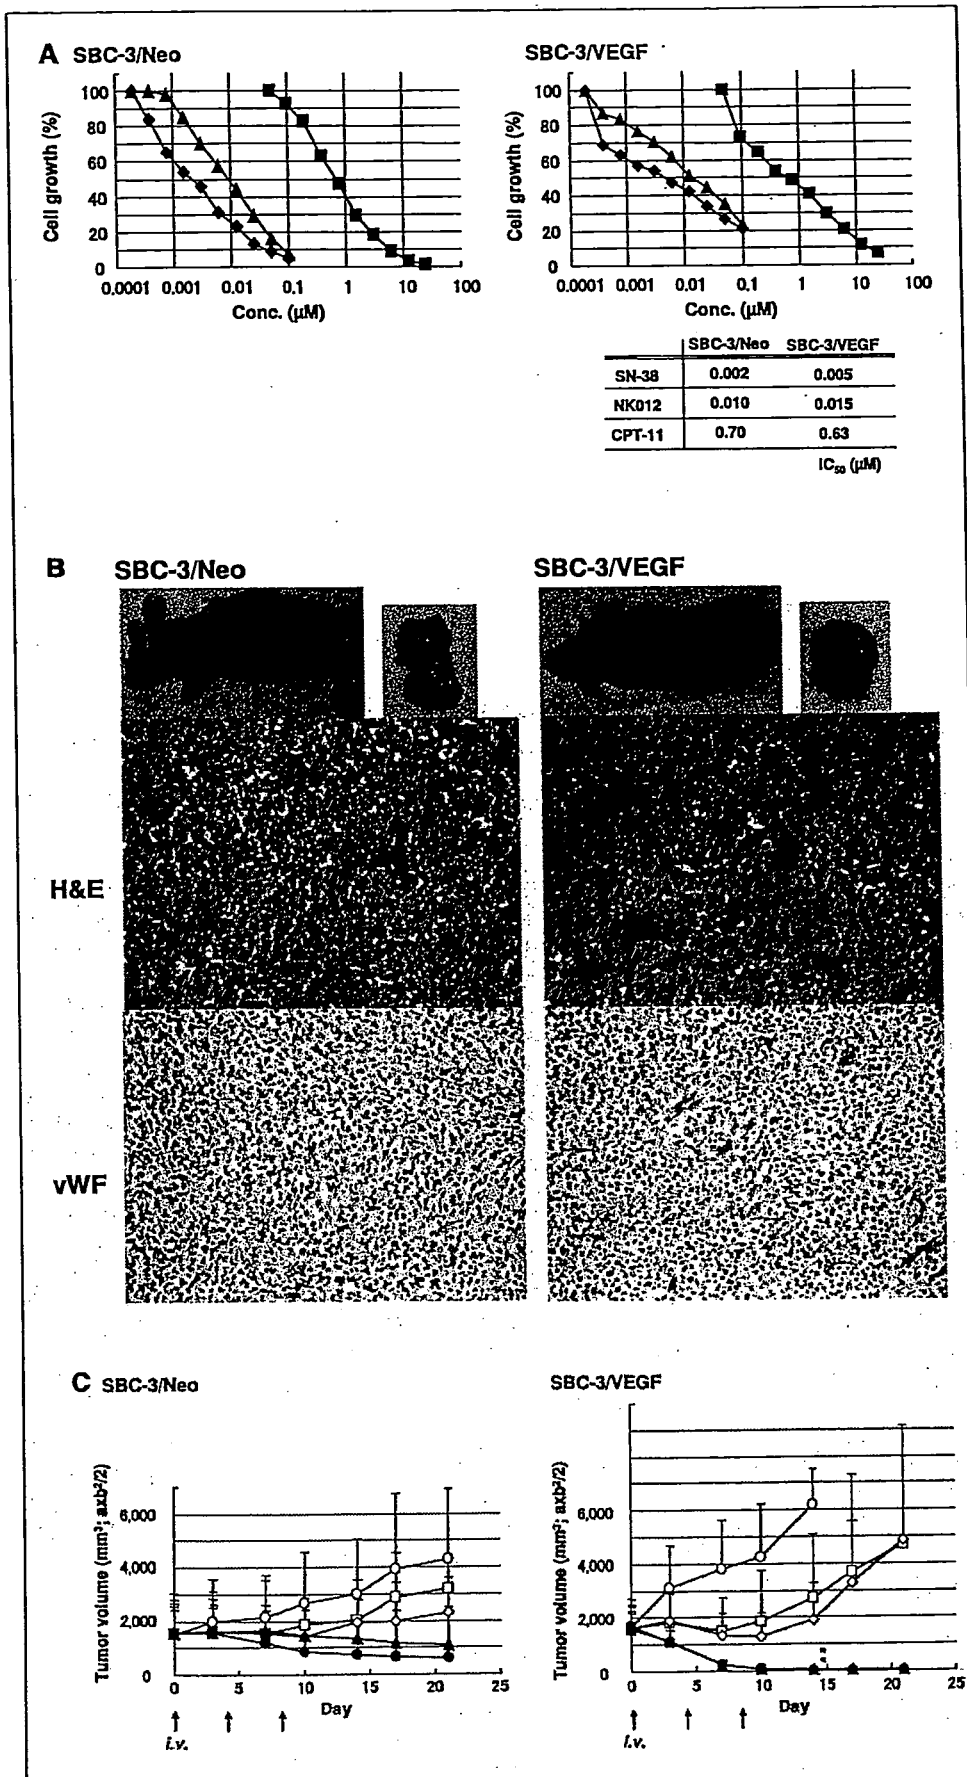 A SBC-3/Neo
SBC-3/VEGF
Cell growth (%)
100
80
60
40
20
0
0.0001 0.001 0.01 0.1 1 10 100
Conc. (μM)
Cell growth (%)
100
80
60
40
20
0
0.0001 0.001 0.01 0.1 1 10 100
Conc. (μM)
SBC-3/Neo SBC-3/VEGF
SN-38 0.002 0.005
NK012 0.010 0.015
CPT-11 0.70 0.63
IC50 (μM)
B SBC-3/Neo SBC-3/VEGF
H&E
vWF
C SBC-3/Neo
SBC-3/VEGF
Tumor volume (mm³; axb²/2)
6,000
4,000
2,000
0
0 5 10 15 20 25
Day
i.v.
Tumor volume (mm³; axb²/2)
6,000
4,000
2,000
0
0 5 10 15 20 25
Day
i.v.